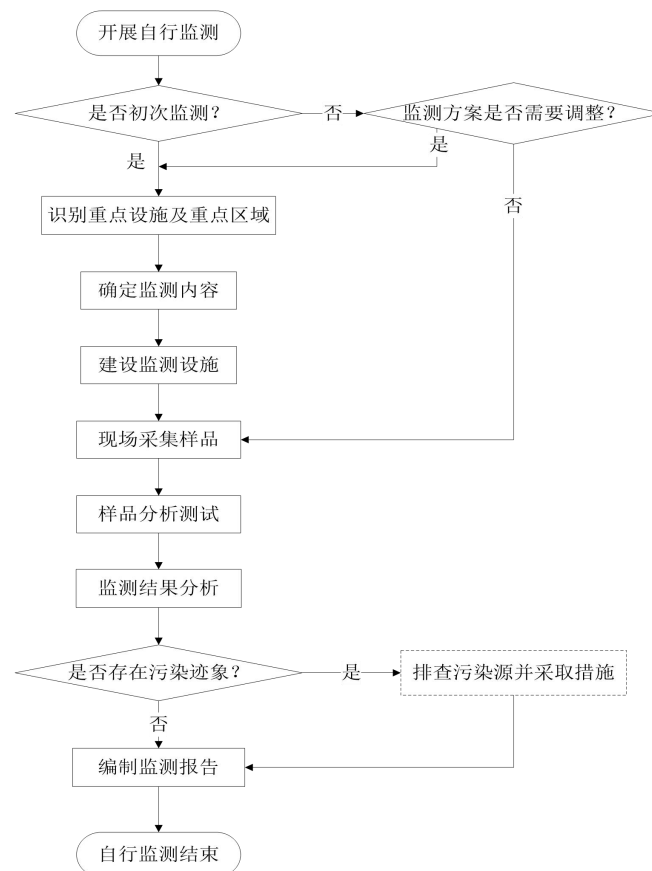 开展自行监测
是否初次监测？
否
监测方案是否需要调整？
是
是
识别重点设施及重点区域
否
确定监测内容
建设监测设施
现场采集样品
样品分析测试
监测结果分析
是否存在污染迹象？
是
排查污染源并采取措施
否
编制监测报告
自行监测结束